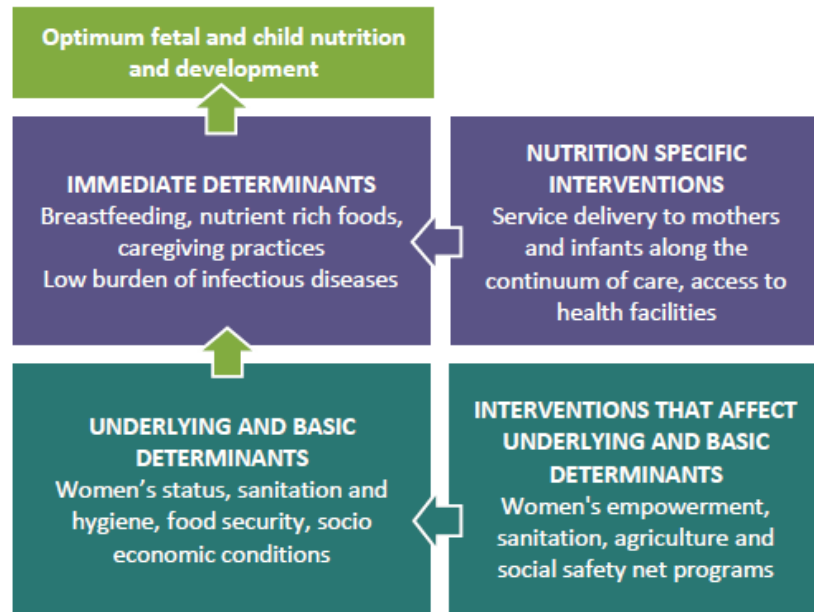 Optimum fetal and child nutrition
and development
IMMEDIATE DETERMINANTS
Breastfeeding, nutrient rich foods,
caregiving practices
Low burden of infectious diseases
NUTRITION SPECIFIC
INTERVENTIONS
Service delivery to mothers
and infants along the
continuum of care, access to
health facilities
UNDERLYING AND BASIC
DETERMINANTS
Women's status, sanitation and
hygiene, food security, socio
economic conditions
INTERVENTIONS THAT AFFECT
UNDERLYING AND BASIC
DETERMINANTS
Women's empowerment,
sanitation, agriculture and
social safety net programs